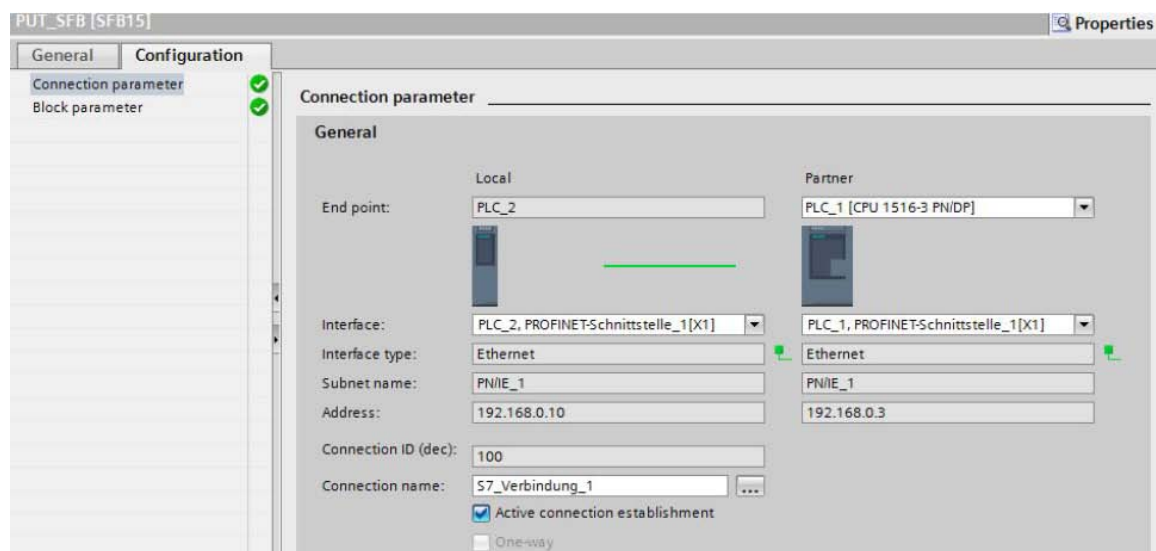 PUT_SFB [SFB15]
Properties
General
Configuration
Connection parameter
Block parameter
Connection parameter
General
Local Partner
End point: PLC_2 PLC_1 [CPU 1516-3 PN/DP]
Interface: PLC_2, PROFINET-Schnittstelle_1[X1] PLC_1, PROFINET-Schnittstelle_1[X1]
Interface type: Ethernet Ethernet
Subnet name: PN/IE_1 PN/IE_1
Address: 192.168.0.10 192.168.0.3
Connection ID (dec): 100
Connection name: S7_Verbindung_1 ...
Active connection establishment
One-way